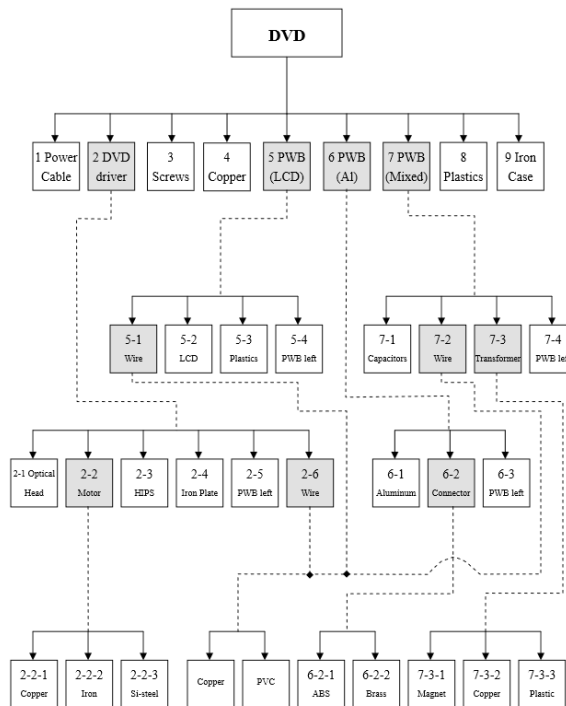 DVD
1 Power
Cable
2 DVD
driver
3
Screws
4
Copper
5 PWB
(LCD)
6 PWB
(Al)
7 PWB
(Mixed)
8
Plastics
9 Iron
Case
5-1
Wire
5-2
LCD
5-3
Plastics
5-4
PWB left
7-1
Capacitors
7-2
Wire
7-3
Transformer
7-4
PWB left
2-1 Optical
Head
2-2
Motor
2-3
HIPS
2-4
Iron Plate
2-5
PWB left
2-6
Wire
6-1
Aluminum
6-2
Connector
6-3
PWB left
2-2-1
Copper
2-2-2
Iron
2-2-3
Si-steel
Copper
PVC
6-2-1
ABS
6-2-2
Brass
7-3-1
Magnet
7-3-2
Copper
7-3-3
Plastic